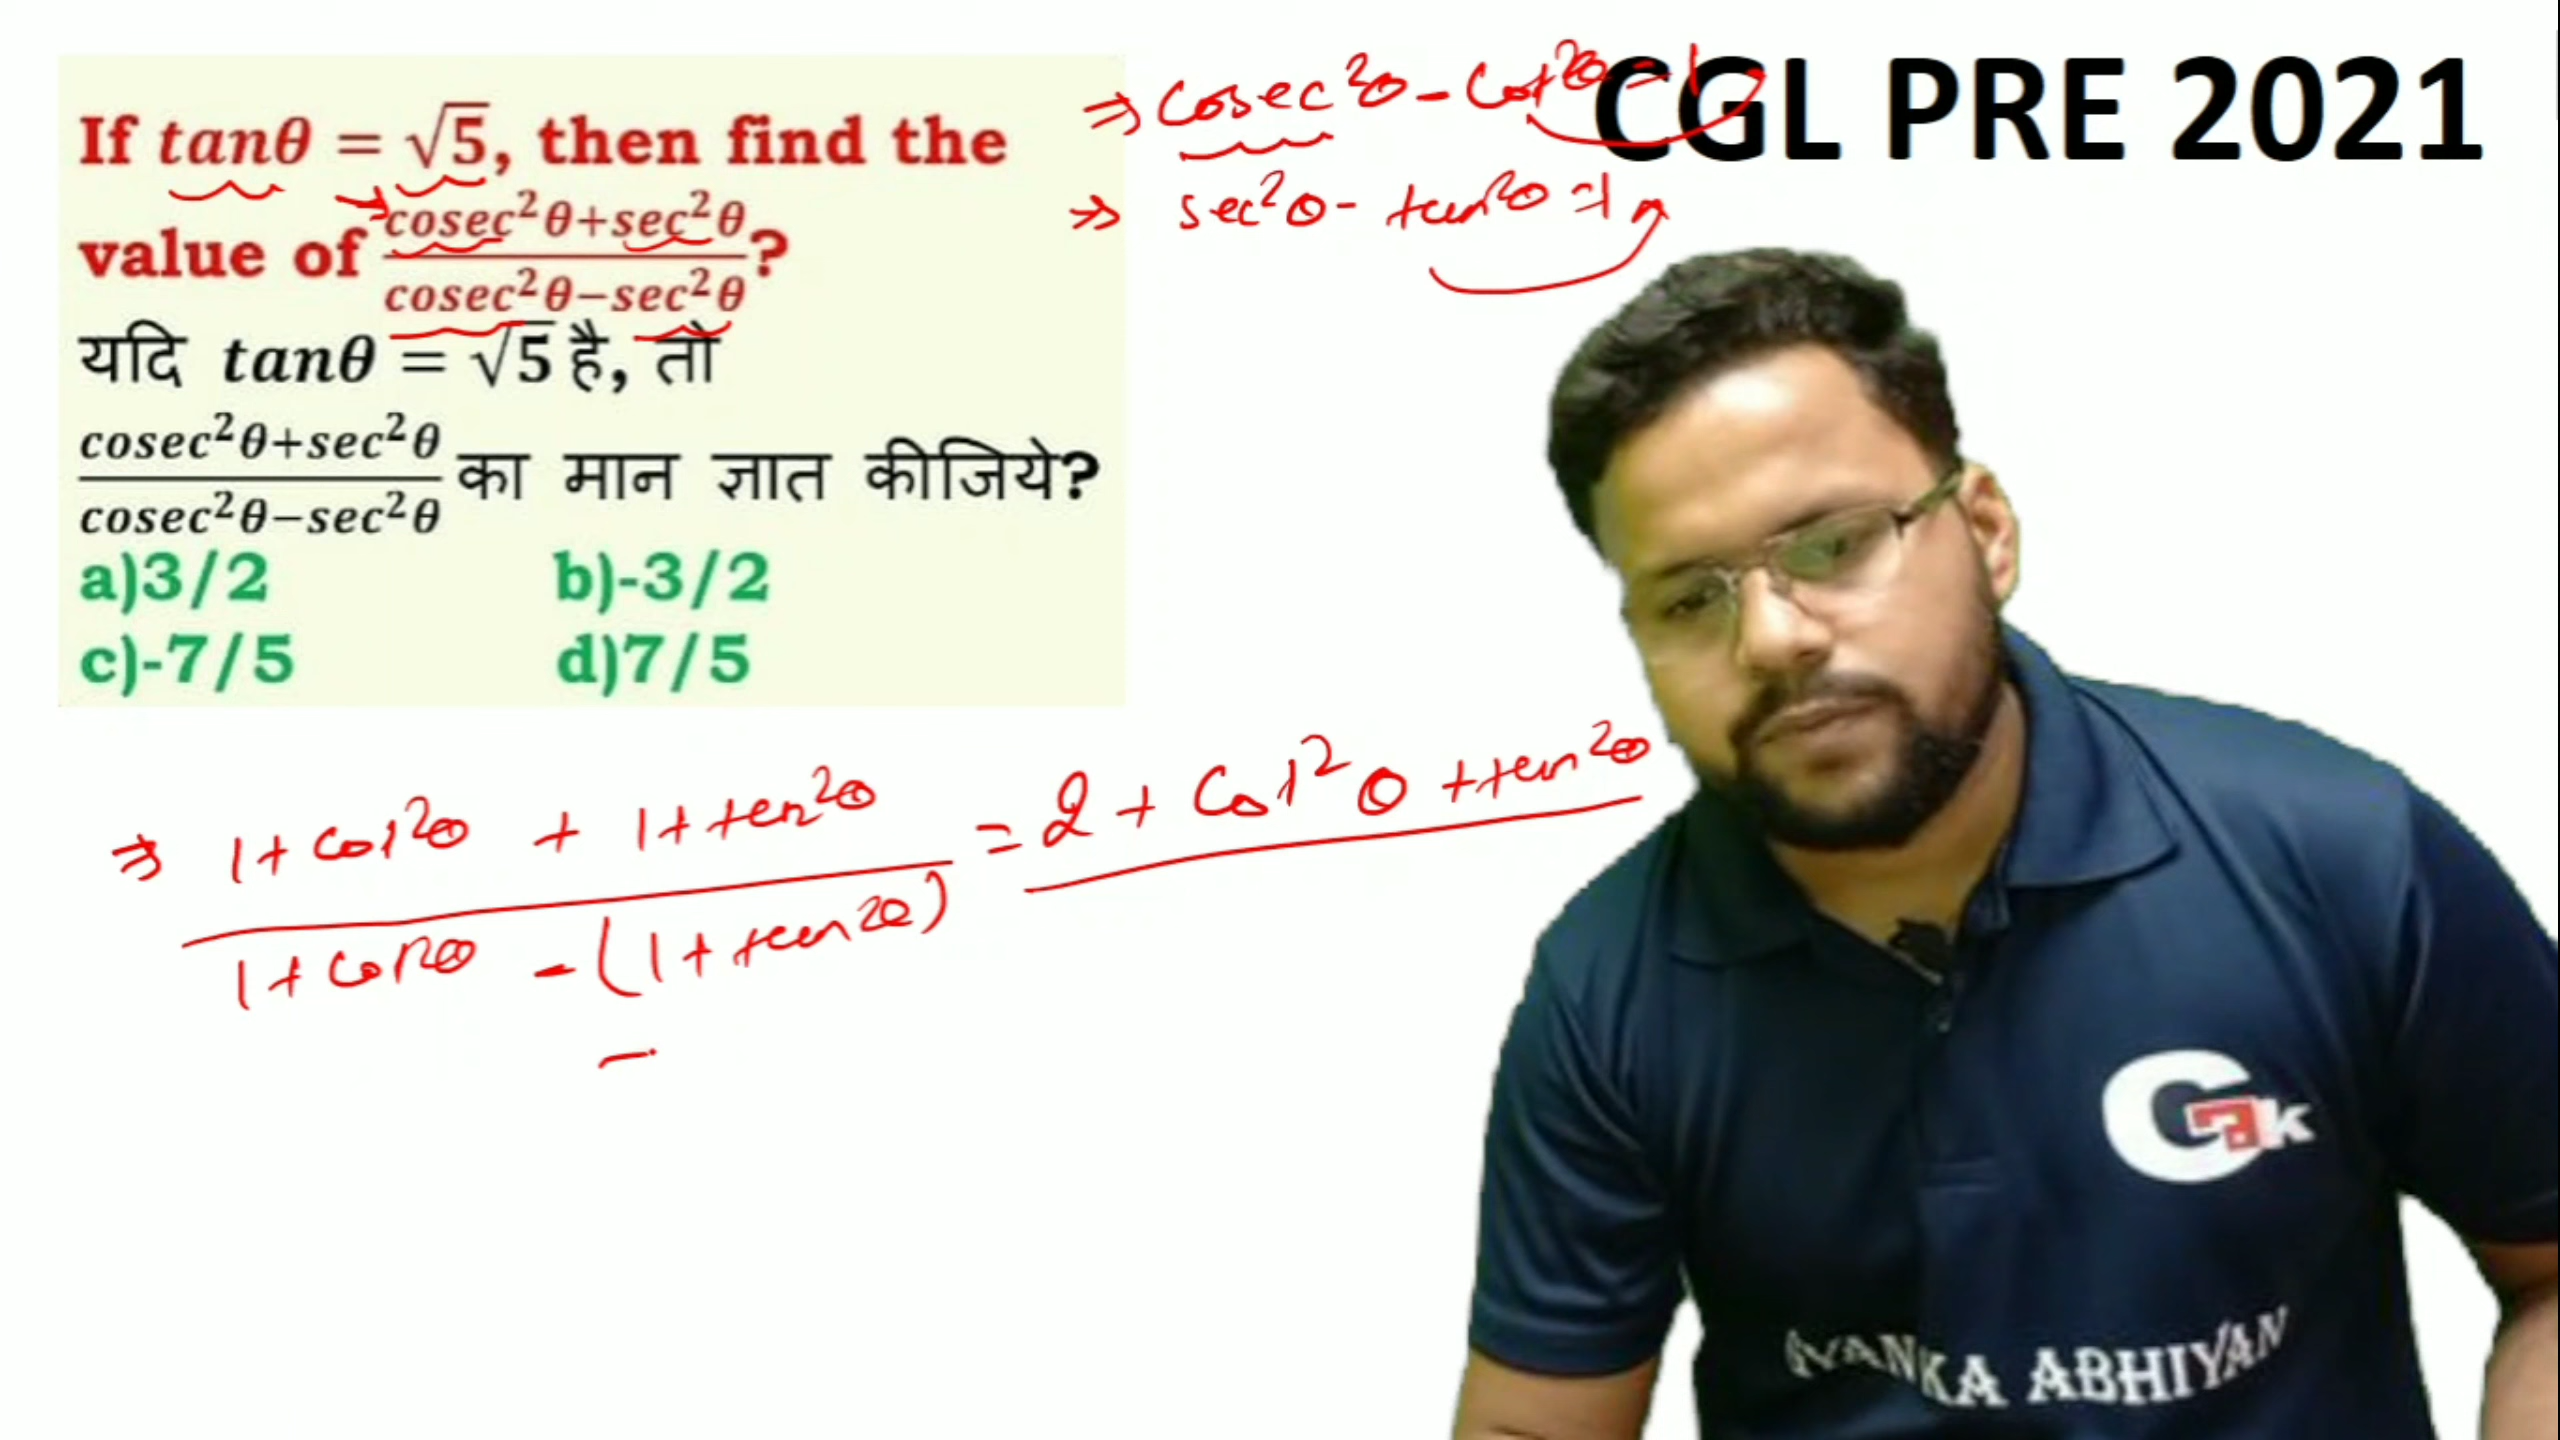 If tanθ = √5, then find the
value of cosec²θ+sec²θ/cosec²θ−sec²θ?
यदि tanθ = √5 है, तो
cosec²θ+sec²θ/cosec²θ−sec²θ का मान ज्ञात कीजिये?
a)3/2 b)-3/2
c)-7/5 d)7/5
CGL PRE 2021
⇒ cosec²θ - cot²θ = 1
⇒ sec²θ - tan²θ = 1
⇒ 1 + cot²θ + 1 + tan²θ / 1 + cot²θ - (1 + tan²θ) = 2 + cot²θ + tan²θ
Gak
GYANKA ABHIYAN